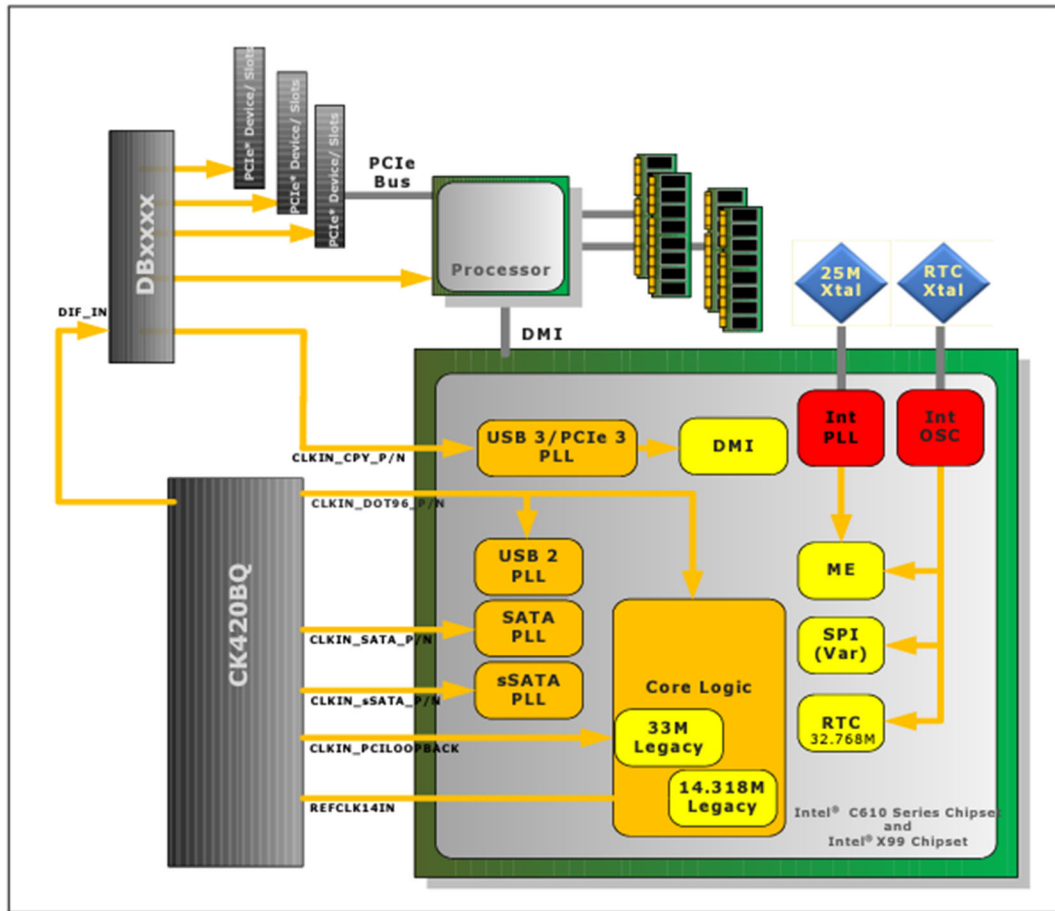 PCIe* Device/ Slots
PCIe* Device/ Slots
PCIe* Device/ Slots
DBxxxx
PCIe
Bus
Processor
25M
Xtal
RTC
Xtal
DIF_IN
DMI
Int
PLL
Int
OSC
USB 3/PCIe 3
PLL
DMI
CLKIN_CPY_P/N
CLKIN_DOT96_P/N
CK420BQ
USB 2
PLL
ME
SATA
PLL
CLKIN_SATA_P/N
SPI
(Var)
sSATA
PLL
CLKIN_sSATA_P/N
Core Logic
RTC
32.768M
33M
Legacy
CLKIN_PCILOOPBACK
14.318M
Legacy
REFCLK14IN
Intel® C610 Series Chipset
and
Intel® X99 Chipset